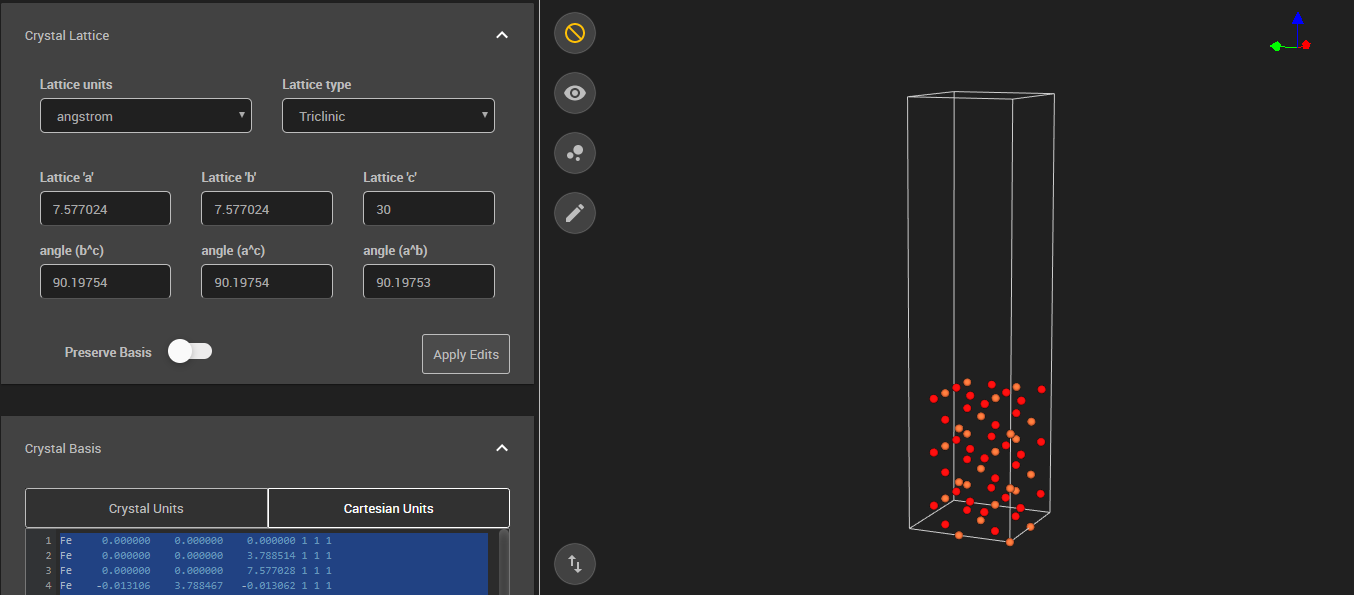 Crystal Lattice
Lattice units
Lattice type
angstrom
Triclinic
Lattice 'a'
Lattice 'b'
Lattice 'c'
7.577024
7.577024
30
angle (b^c)
angle (a^c)
angle (a^b)
90.19754
90.19754
90.19753
Preserve Basis
Apply Edits
Crystal Basis
Crystal Units
Cartesian Units
1 Fe 0.000000 0.000000 0.000000 1 1 1
2 Fe 0.000000 0.000000 3.788514 1 1 1
3 Fe 0.000000 0.000000 7.577028 1 1 1
4 Fe -0.013106 3.788467 -0.013062 1 1 1